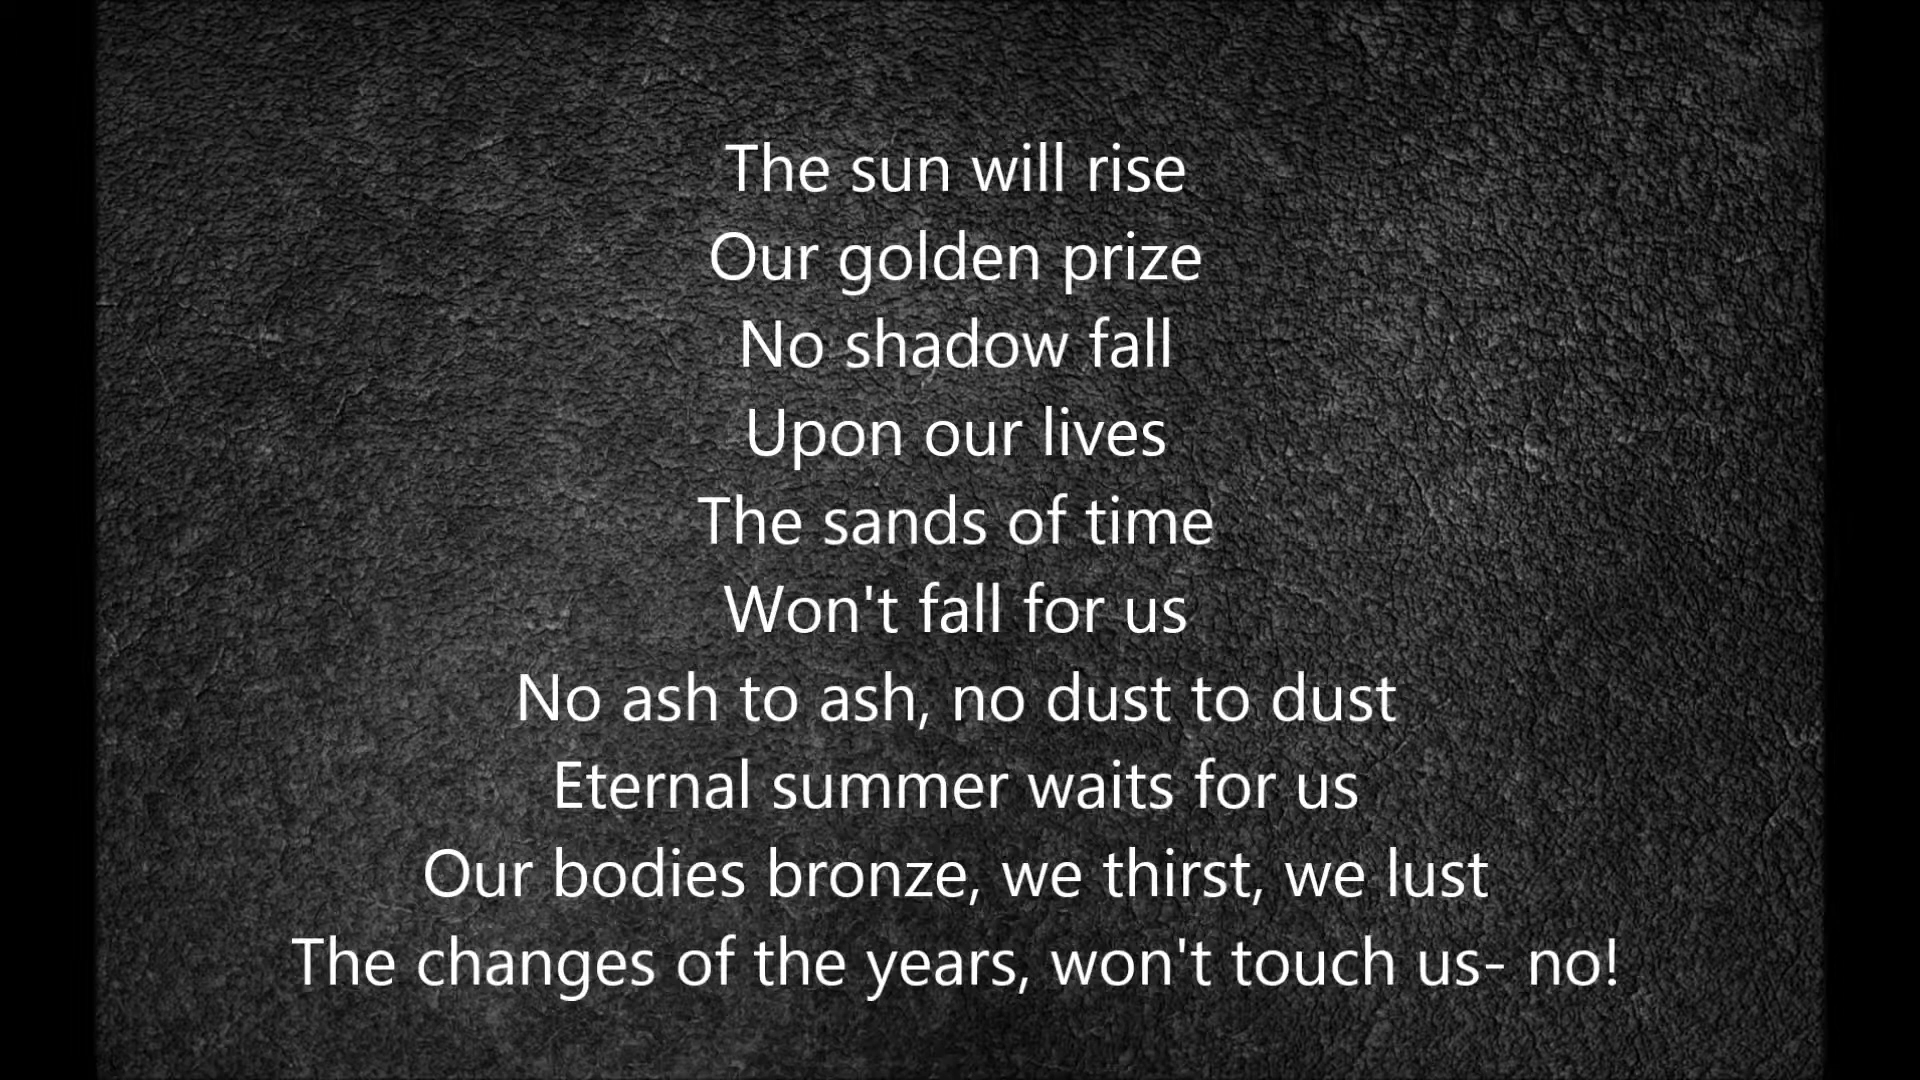 The sun will rise
Our golden prize
No shadow fall
Upon our lives
The sands of time
Won't fall for us
No ash to ash, no dust to dust
Eternal summer waits for us
Our bodies bronze, we thirst, we lust
The changes of the years, won't touch us- no!